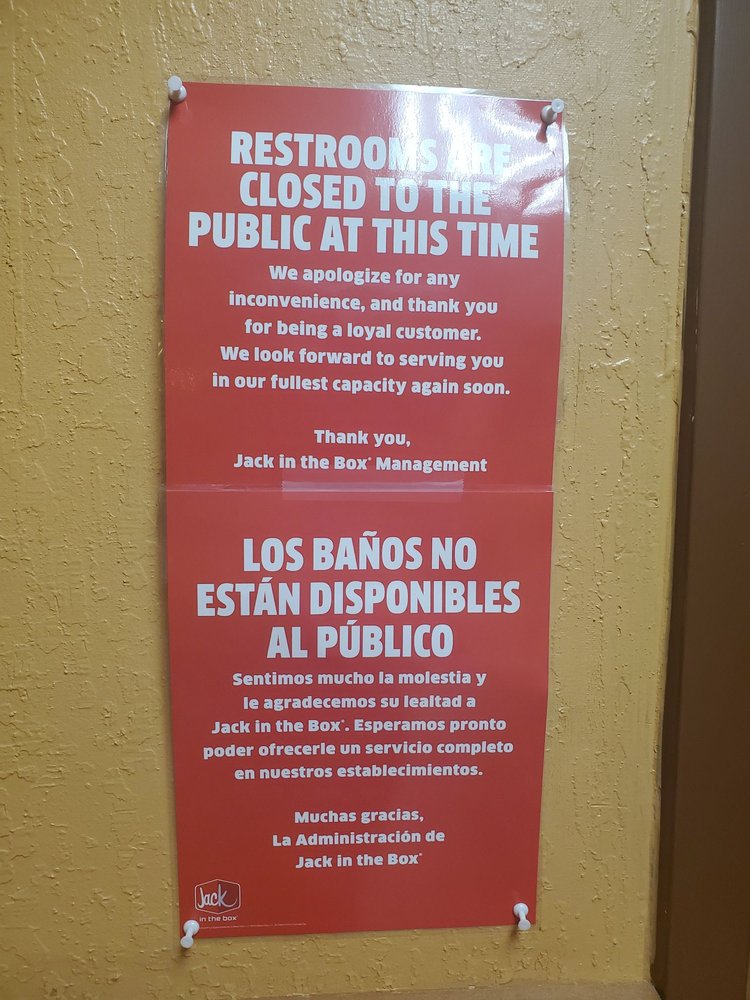 RESTROOMS ARE
CLOSED TO THE
PUBLIC AT THIS TIME
We apologize for any
inconvenience, and thank you
for being a loyal customer.
We look forward to serving you
in our fullest capacity again soon.
Thank you,
Jack in the Box® Management
LOS BAÑOS NO
ESTÁN DISPONIBLES
AL PÚBLICO
Sentimos mucho la molestia y
le agradecemos su lealtad a
Jack in the Box®. Esperamos pronto
poder ofrecerle un servicio completo
en nuestros establecimientos.
Muchas gracias,
La Administración de
Jack in the Box®
Jack
in the box